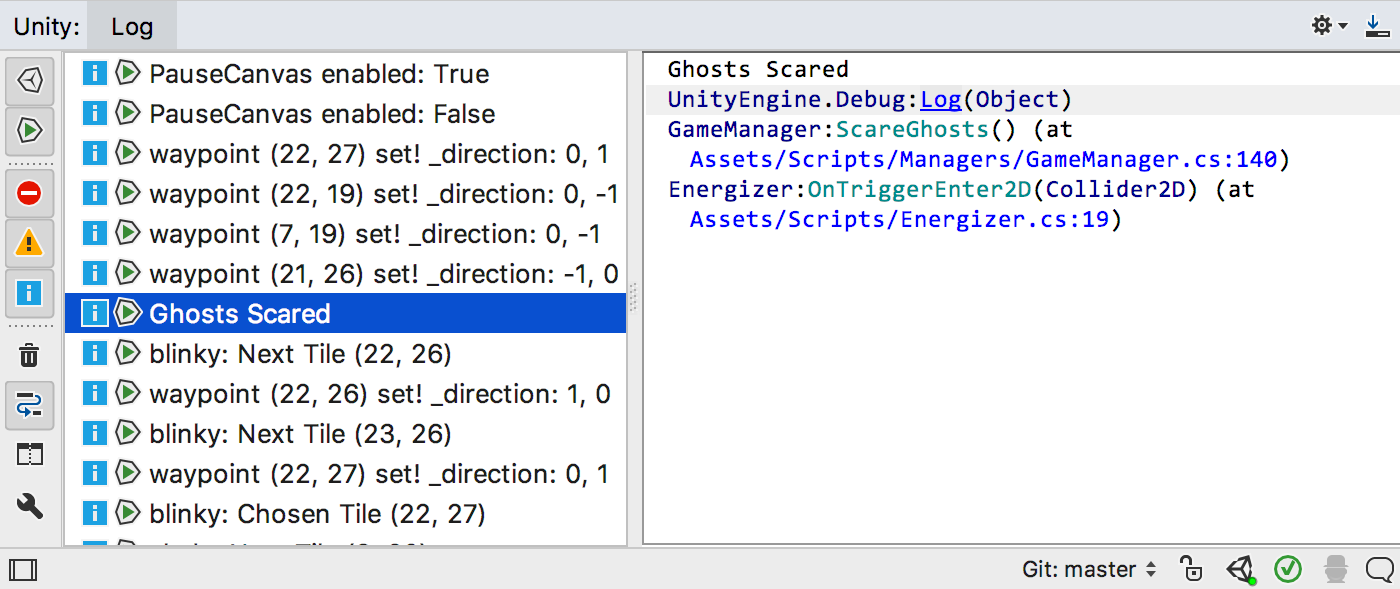 Unity: Log
PauseCanvas enabled: True
PauseCanvas enabled: False
waypoint (22, 27) set! _direction: 0, 1
waypoint (22, 19) set! _direction: 0, -1
waypoint (7, 19) set! _direction: 0, -1
waypoint (21, 26) set! _direction: -1, 0
Ghosts Scared
blinky: Next Tile (22, 26)
waypoint (22, 26) set! _direction: 1, 0
blinky: Next Tile (23, 26)
waypoint (22, 27) set! _direction: 0, 1
blinky: Chosen Tile (22, 27)
Ghosts Scared
UnityEngine.Debug:Log(Object)
GameManager:ScareGhosts() (at
Assets/Scripts/Managers/GameManager.cs:140)
Energizer:OnTriggerEnter2D(Collider2D) (at
Assets/Scripts/Energizer.cs:19)
Git: master